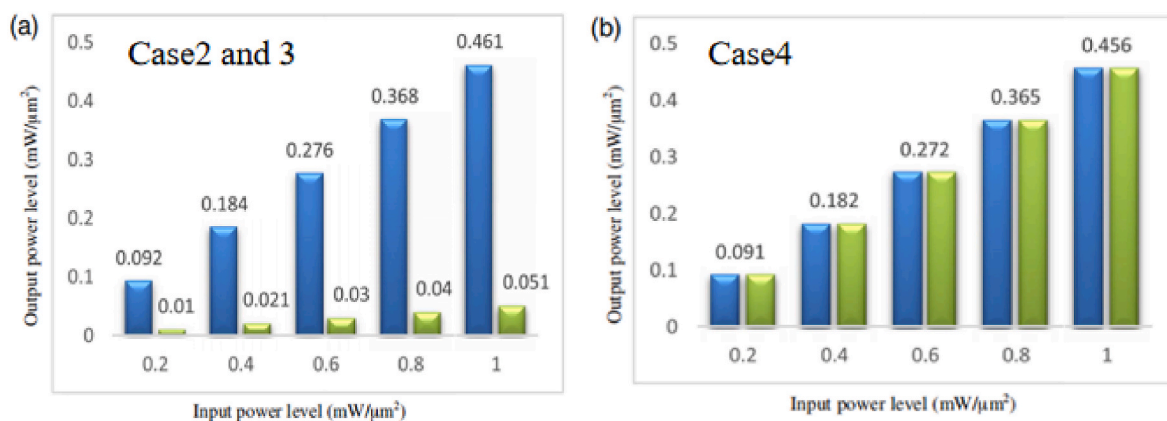 (a)
Case2 and 3
Output power level (mW/μm²)
0.5
0.4
0.3
0.2
0.1
0
0.092
0.01
0.184
0.021
0.276
0.03
0.368
0.04
0.461
0.051
0.2 0.4 0.6 0.8 1
Input power level (mW/μm²)
(b)
Case4
Output power level (mW/μm²)
0.5
0.4
0.3
0.2
0.1
0
0.091
0.182
0.272
0.365
0.456
0.2 0.4 0.6 0.8 1
Input power level (mW/μm²)